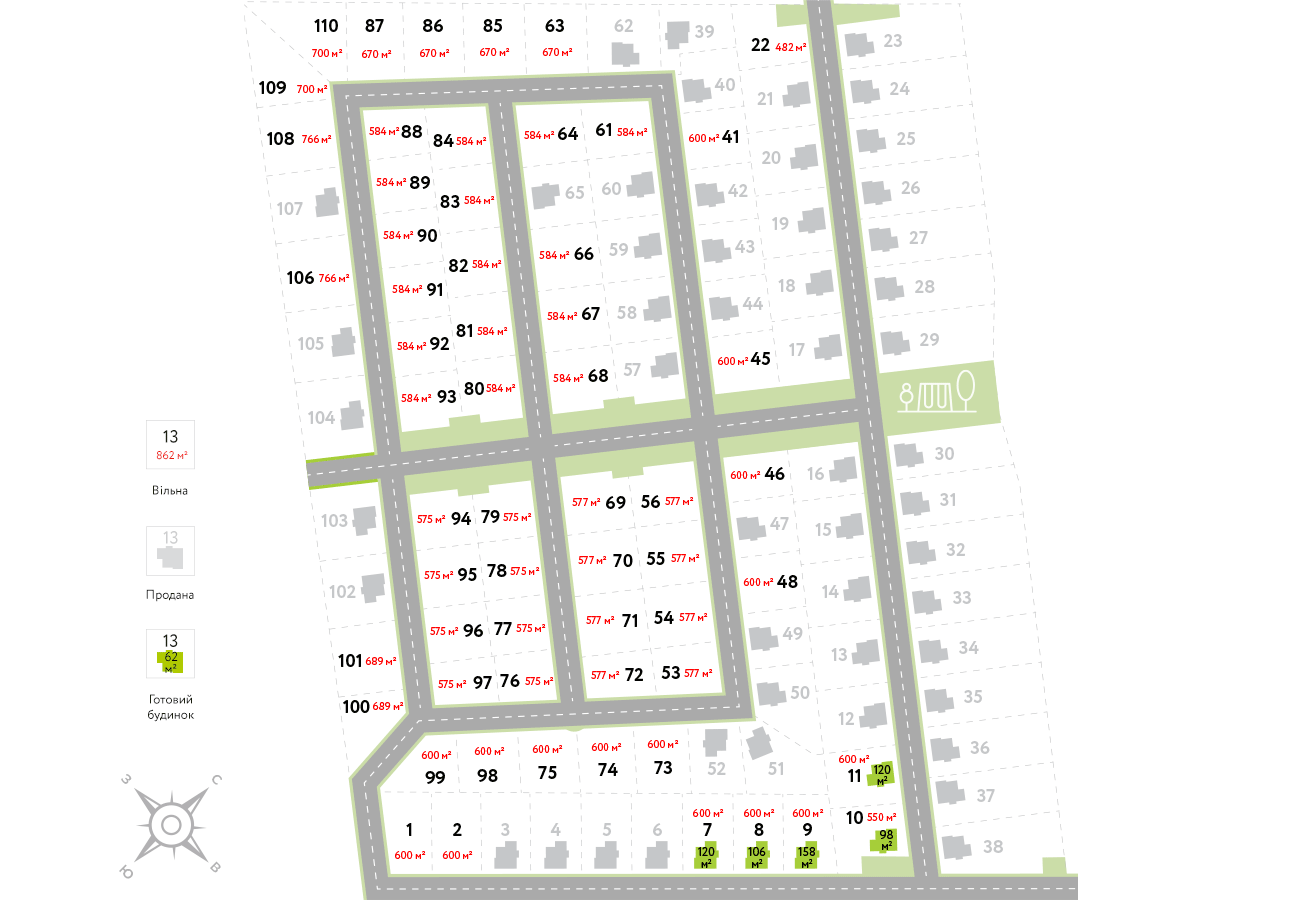 110 87 86 85 63 62 39
700 м² 670 м² 670 м² 670 м² 670 м²
22 482 м² 23
109 700 м² 40 21 24
108 766 м² 584 м² 88 84 584 м² 584 м² 64 61 584 м² 600 м² 41 25
20
107 584 м² 89 83 584 м² 65 60 42 26
584 м² 90 19 27
106 766 м² 82 584 м² 584 м² 66 59 43
584 м² 91 18 28
105 584 м² 92 81 584 м² 584 м² 67 58 44
17 29
104 584 м² 93 80 584 м² 584 м² 68 57 600 м² 45
13
862 м²
Вільна
600 м² 46 16 30
103 575 м² 94 79 575 м² 577 м² 69 56 577 м² 47 15 31
13
Продана
102 575 м² 95 78 575 м² 577 м² 70 55 577 м² 600 м² 48 14 32
33
575 м² 96 77 575 м² 577 м² 71 54 577 м² 49 13 34
13
62
м²
Готовий
будинок
101 689 м² 575 м² 97 76 575 м² 577 м² 72 53 577 м² 50 35
100 689 м² 12
36
600 м² 600 м² 600 м² 600 м² 600 м²
99 98 75 74 73 52 51
600 м²
11 120
м²
37
З С
Ю В
600 м² 600 м² 600 м²
10 550 м²
98
м²
38
1 2 3 4 5 6 7 8 9
600 м² 600 м²
120
м²
106
м²
158
м²